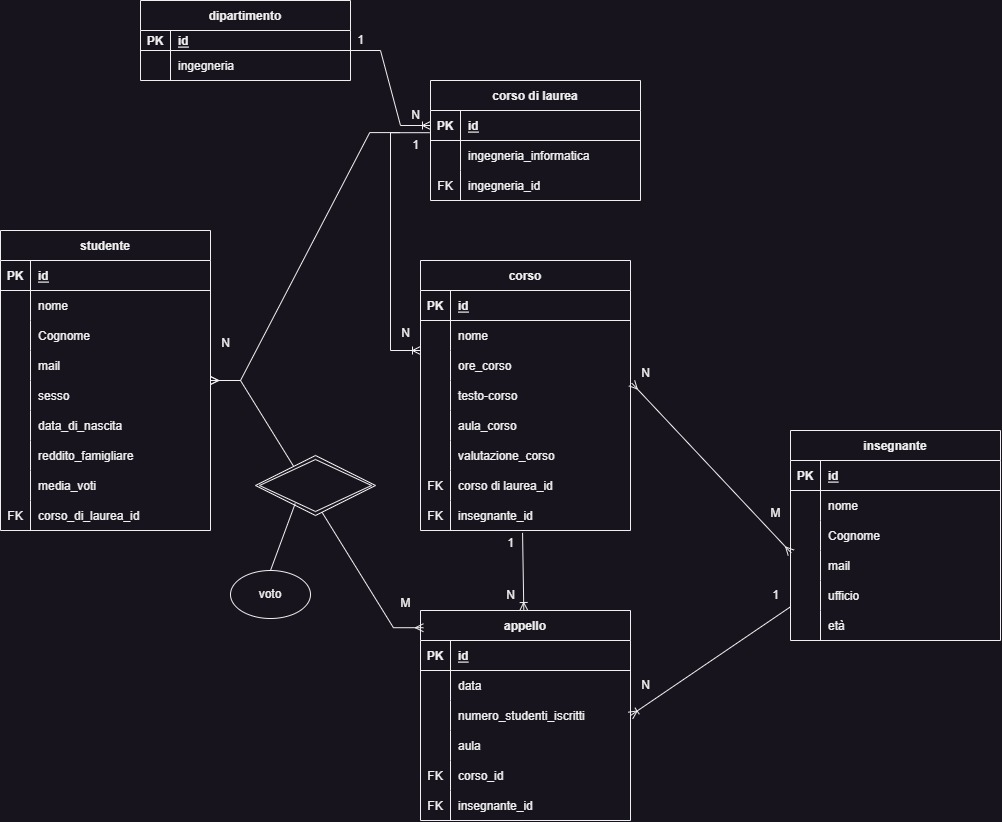 dipartimento
PK id
ingegneria
1
N
1
corso di laurea
PK id
ingegneria_informatica
FK ingegneria_id
studente
PK id
nome
Cognome
mail
sesso
data_di_nascita
reddito_famigliare
media_voti
FK corso_di_laurea_id
N
N
corso
PK id
nome
ore_corso
testo-corso
aula_corso
valutazione_corso
FK corso di laurea_id
FK insegnante_id
N
M
1
insegnante
PK id
nome
Cognome
mail
ufficio
età
voto
M
1
N
appello
PK id
data
numero_studenti_iscritti
aula
FK corso_id
FK insegnante_id
N